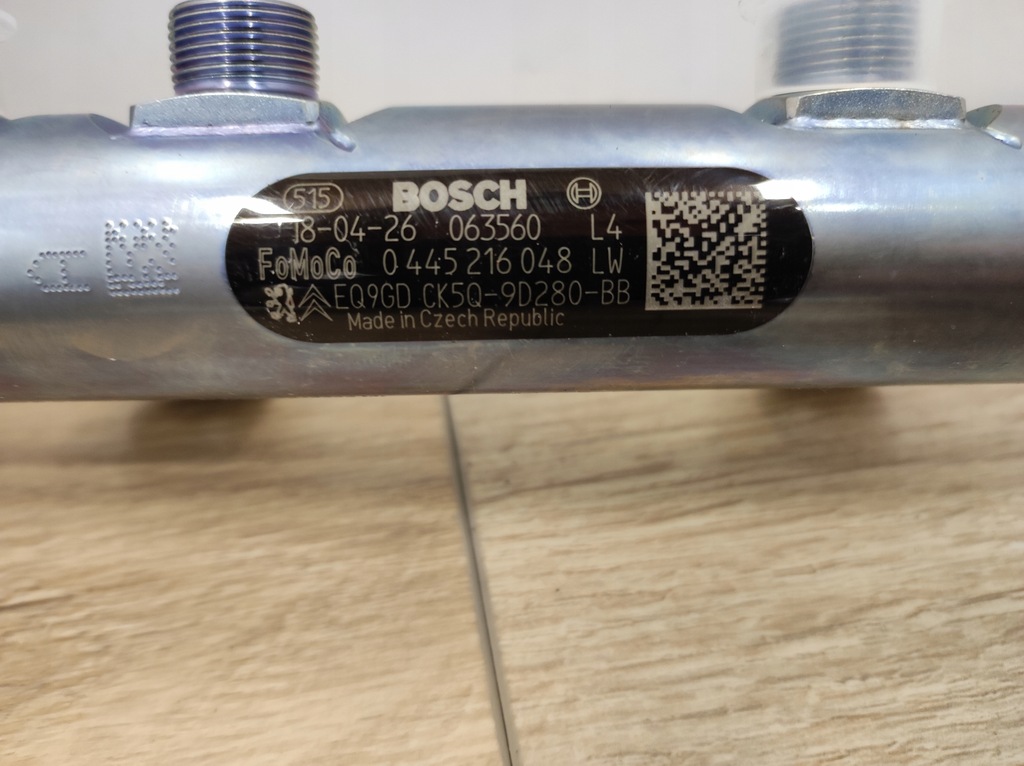 515 BOSCH
18-04-26 063560 L4
FoMoCo 0 445 216 048 LW
EQ9GD CK5Q-9D280-BB
Made in Czech Republic